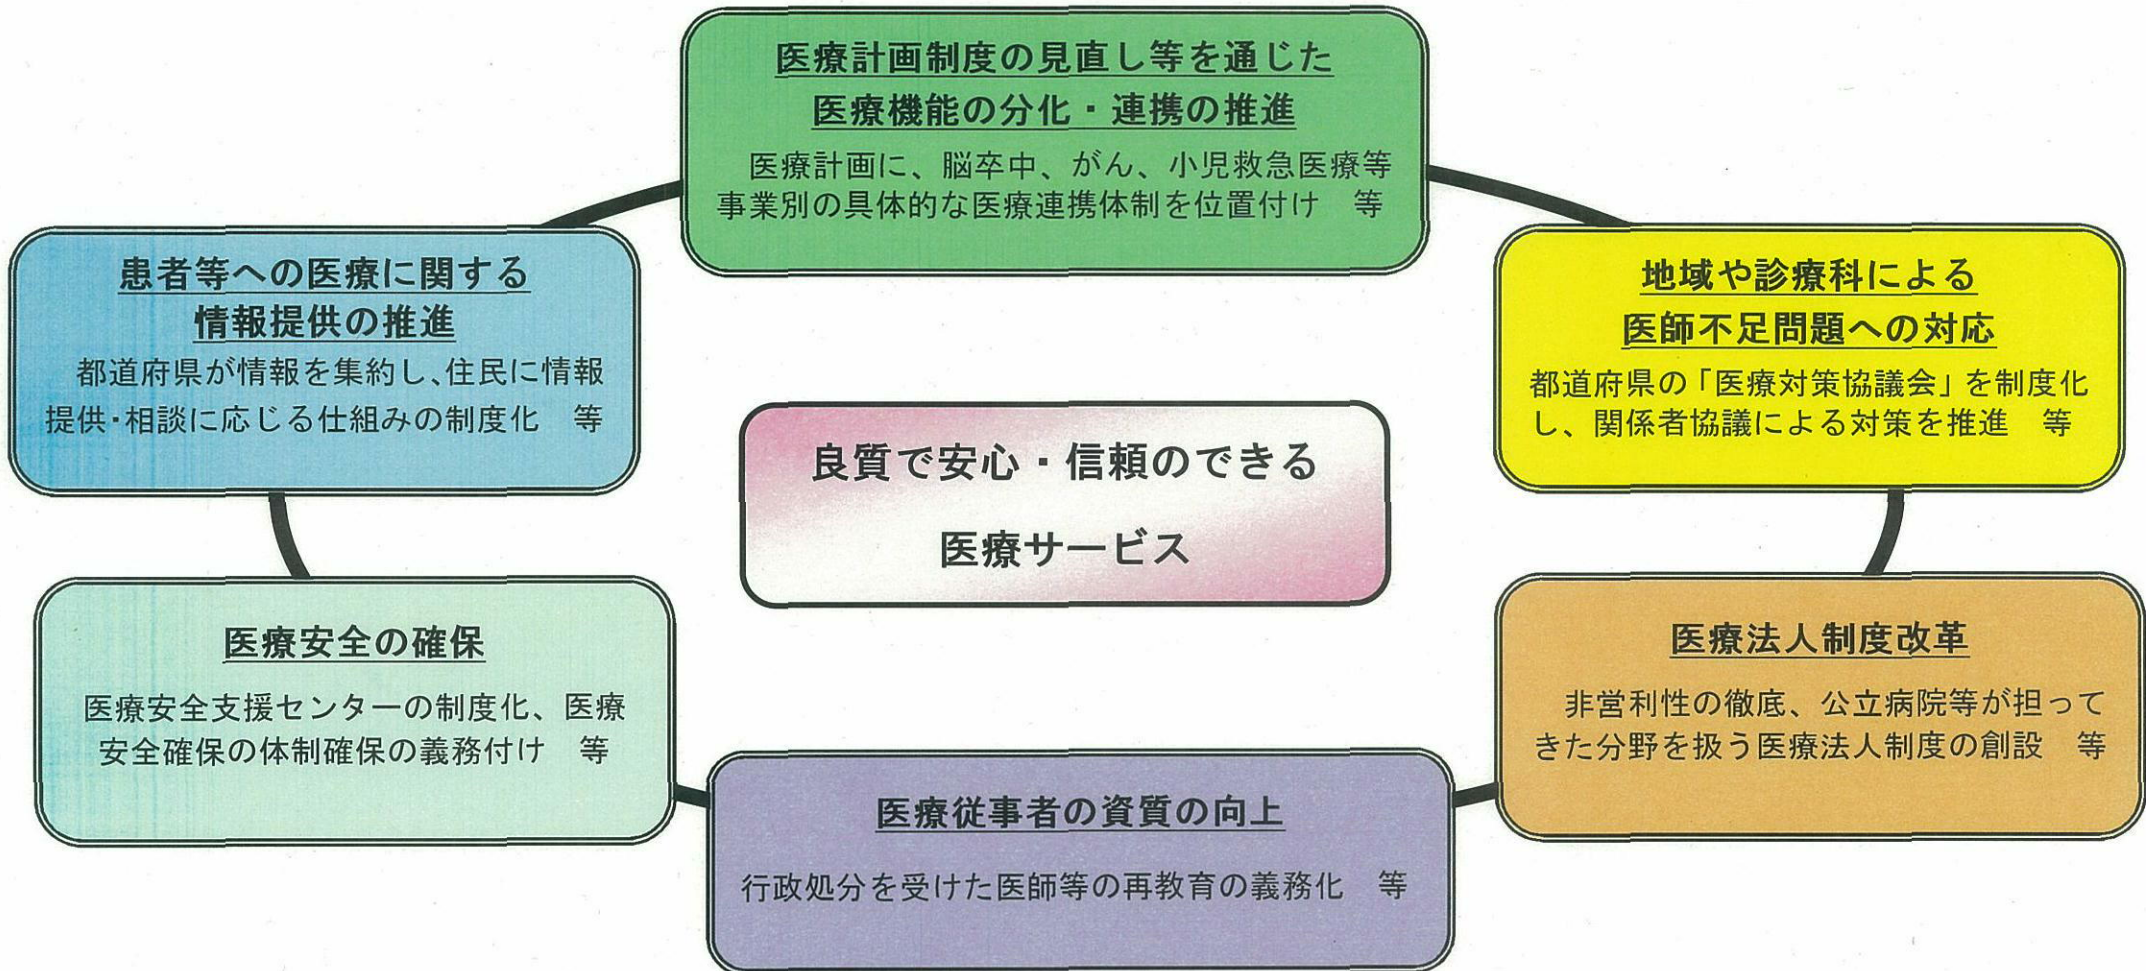 医療計画制度の見直し等を通じた
医療機能の分化・連携の推進
医療計画に、脳卒中、がん、小児救急医療等
事業別の具体的な医療連携体制を位置付け　等
患者等への医療に関する
情報提供の推進
都道府県が情報を集約し、住民に情報
提供・相談に応じる仕組みの制度化　等
地域や診療科による
医師不足問題への対応
都道府県の「医療対策協議会」を制度化
し、関係者協議による対策を推進　等
良質で安心・信頼のできる
医療サービス
医療安全の確保
医療安全支援センターの制度化、医療
安全確保の体制確保の義務付け　等
医療法人制度改革
非営利性の徹底、公立病院等が担って
きた分野を扱う医療法人制度の創設　等
医療従事者の資質の向上
行政処分を受けた医師等の再教育の義務化　等